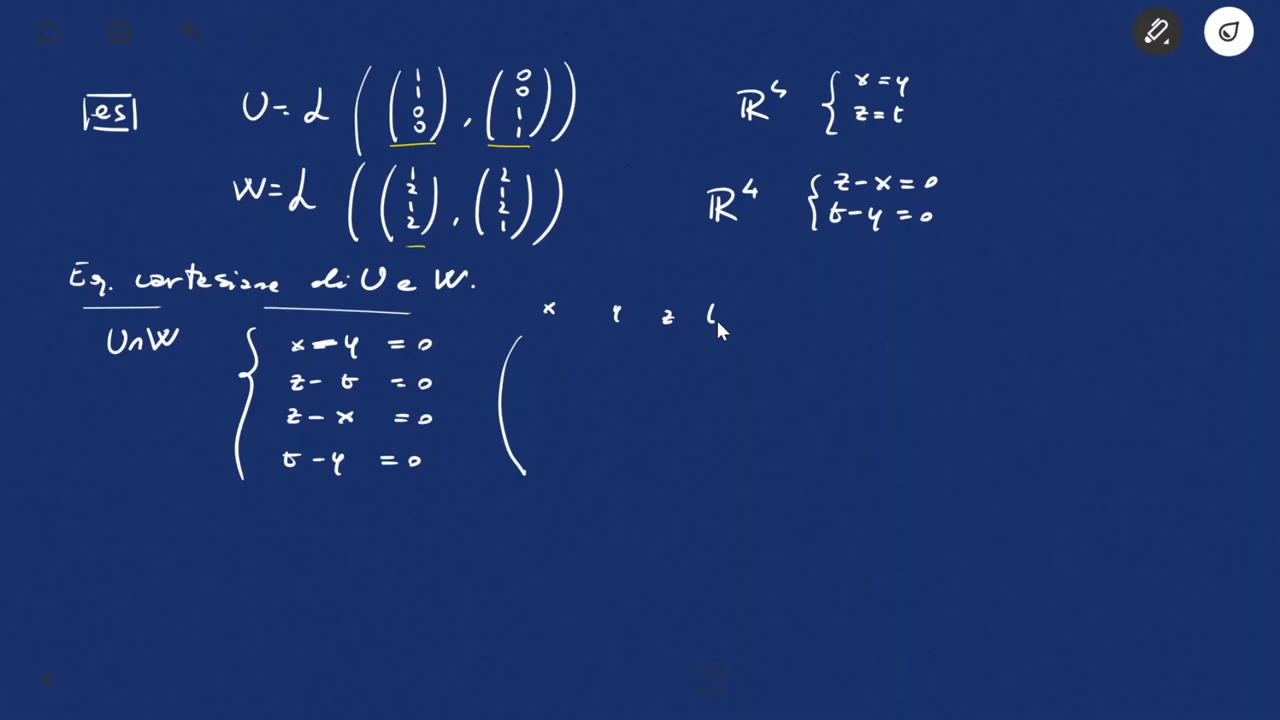 es U = L ( (1 1 0 0), (0 0 1 1) ) ℝ⁴ { x = y
z = t
W = L ( (1 2 1 2), (2 1 2 1) ) ℝ⁴ { z - x = 0
t - y = 0
Eq. cartesiane di U e W.
x y z t
U∩W { x - y = 0
z - t = 0
z - x = 0
t - y = 0